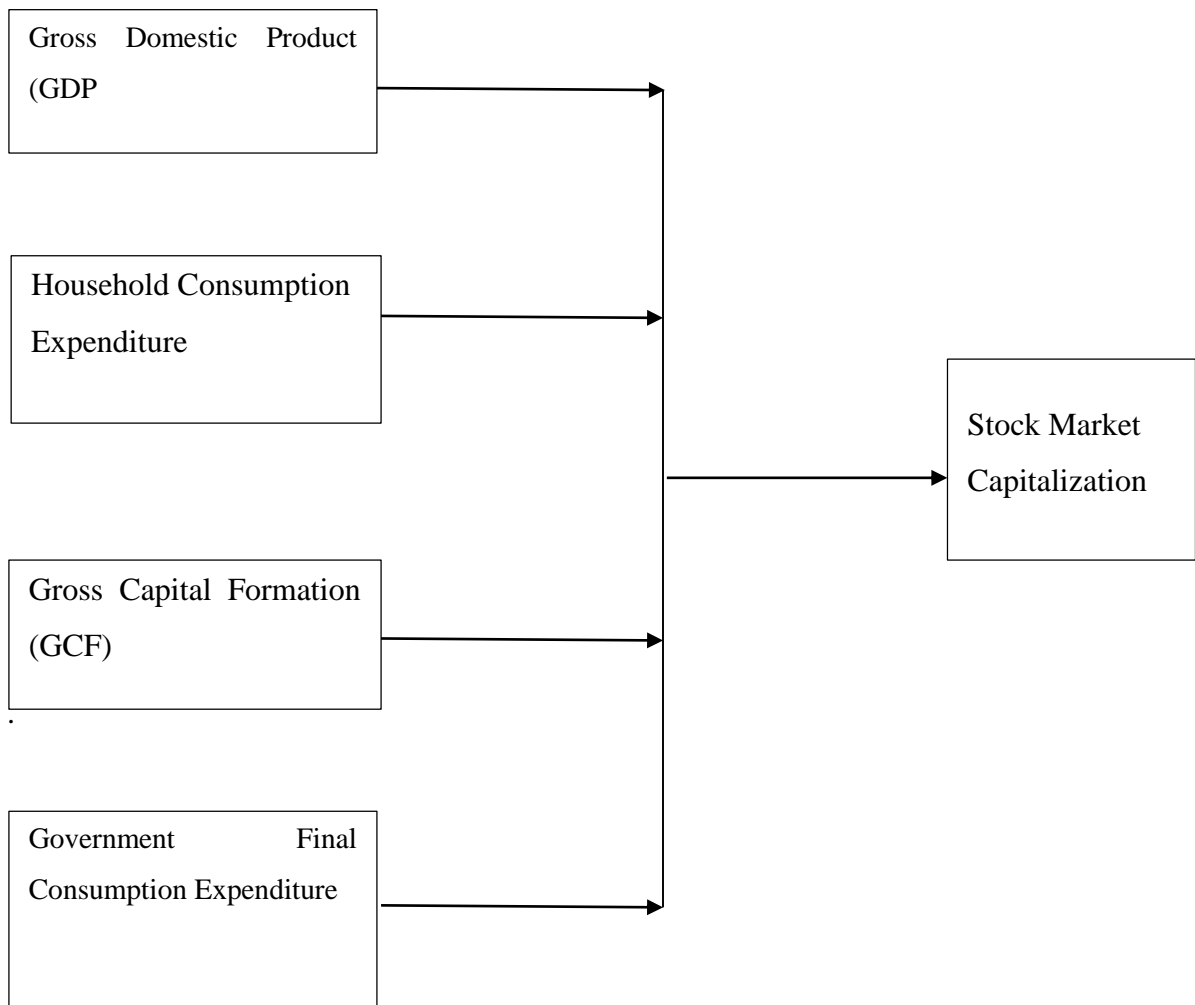 Gross Domestic Product
(GDP
Household Consumption
Expenditure
Stock Market
Capitalization
Gross Capital Formation
(GCF)
.
Government Final
Consumption Expenditure